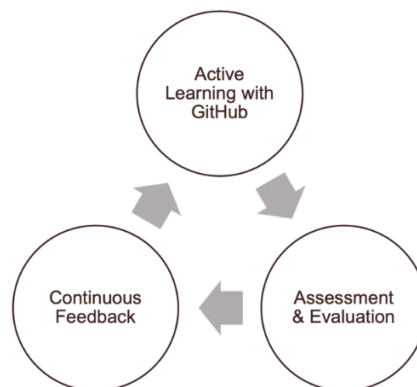 Active
Learning with
GitHub
Continuous
Feedback
Assessment
& Evaluation